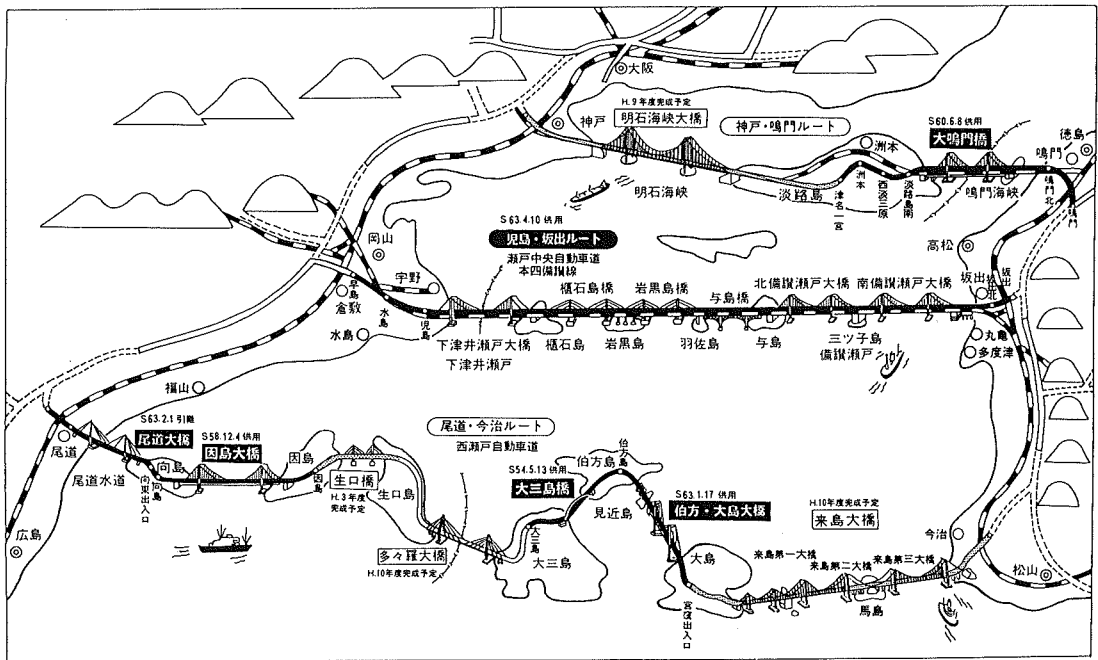 大阪
神戸
H.9年度完成予定
明石海峡大橋
神戸・鳴門ルート
明石海峡
淡路島
津名一宮
洲本
洲本
西淡三原
淡路島南
S60.6.8供用
大鳴門橋
鳴門海峡
鳴門
徳島
鳴門北
鳴門
高松
S63.4.10供用
児島・坂出ルート
瀬戸中央自動車道
本四備讃線
岡山
宇野
早島
倉敷
水島
水島
児島
櫃石島橋
岩黒島橋
与島橋
北備讃瀬戸大橋
南備讃瀬戸大橋
坂出
坂出
坂出北
下津井瀬戸大橋
下津井瀬戸
櫃石島
岩黒島
羽佐島
与島
三ツ子島
備讃瀬戸
丸亀
多度津
福山
S63.2.1引継
尾道大橋
尾道
尾道水道
S58.12.4供用
因島大橋
向島
向島
向東出入口
因島
因島
生口橋
H.3年度
完成予定
生口島
尾道・今治ルート
西瀬戸自動車道
多々羅大橋
H.10年度完成予定
S54.5.13供用
大三島橋
大三島
大三島
伯方島
伯方島
見近島
S63.1.17供用
伯方・大島大橋
大島
宮窪出入口
H.10年度完成予定
来島大橋
来島第一大橋
来島第二大橋
来島第三大橋
馬島
今治
松山
広島